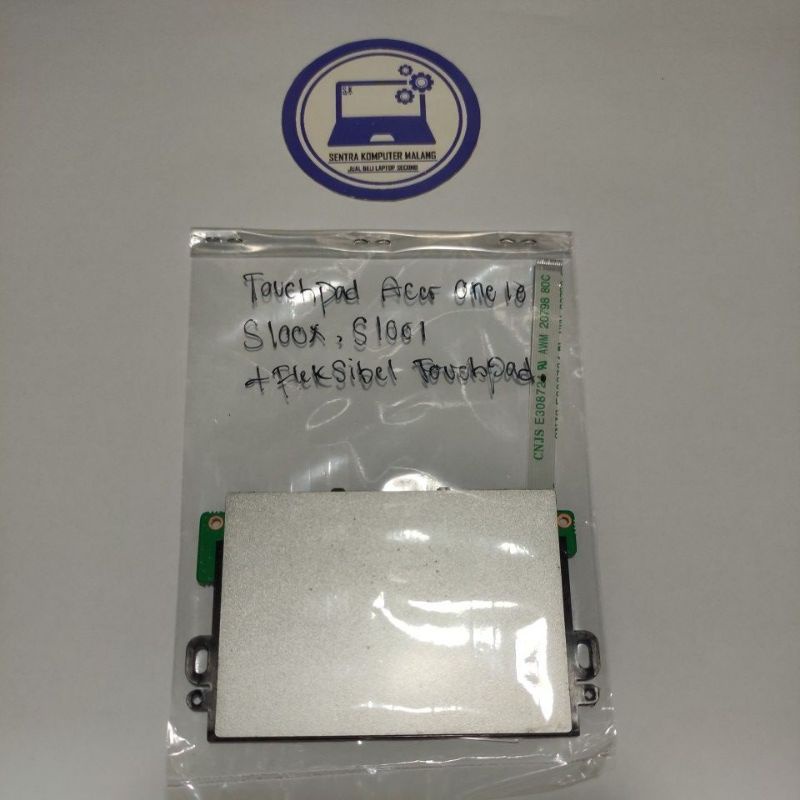 SENTRA KOMPUTER MALANG
JUAL BELI LAPTOP SECOND
Touchpad Acer one 10
S100X, S1001
+ Fleksibel Touchpad
CNJS E30872 AWM 20798 80C